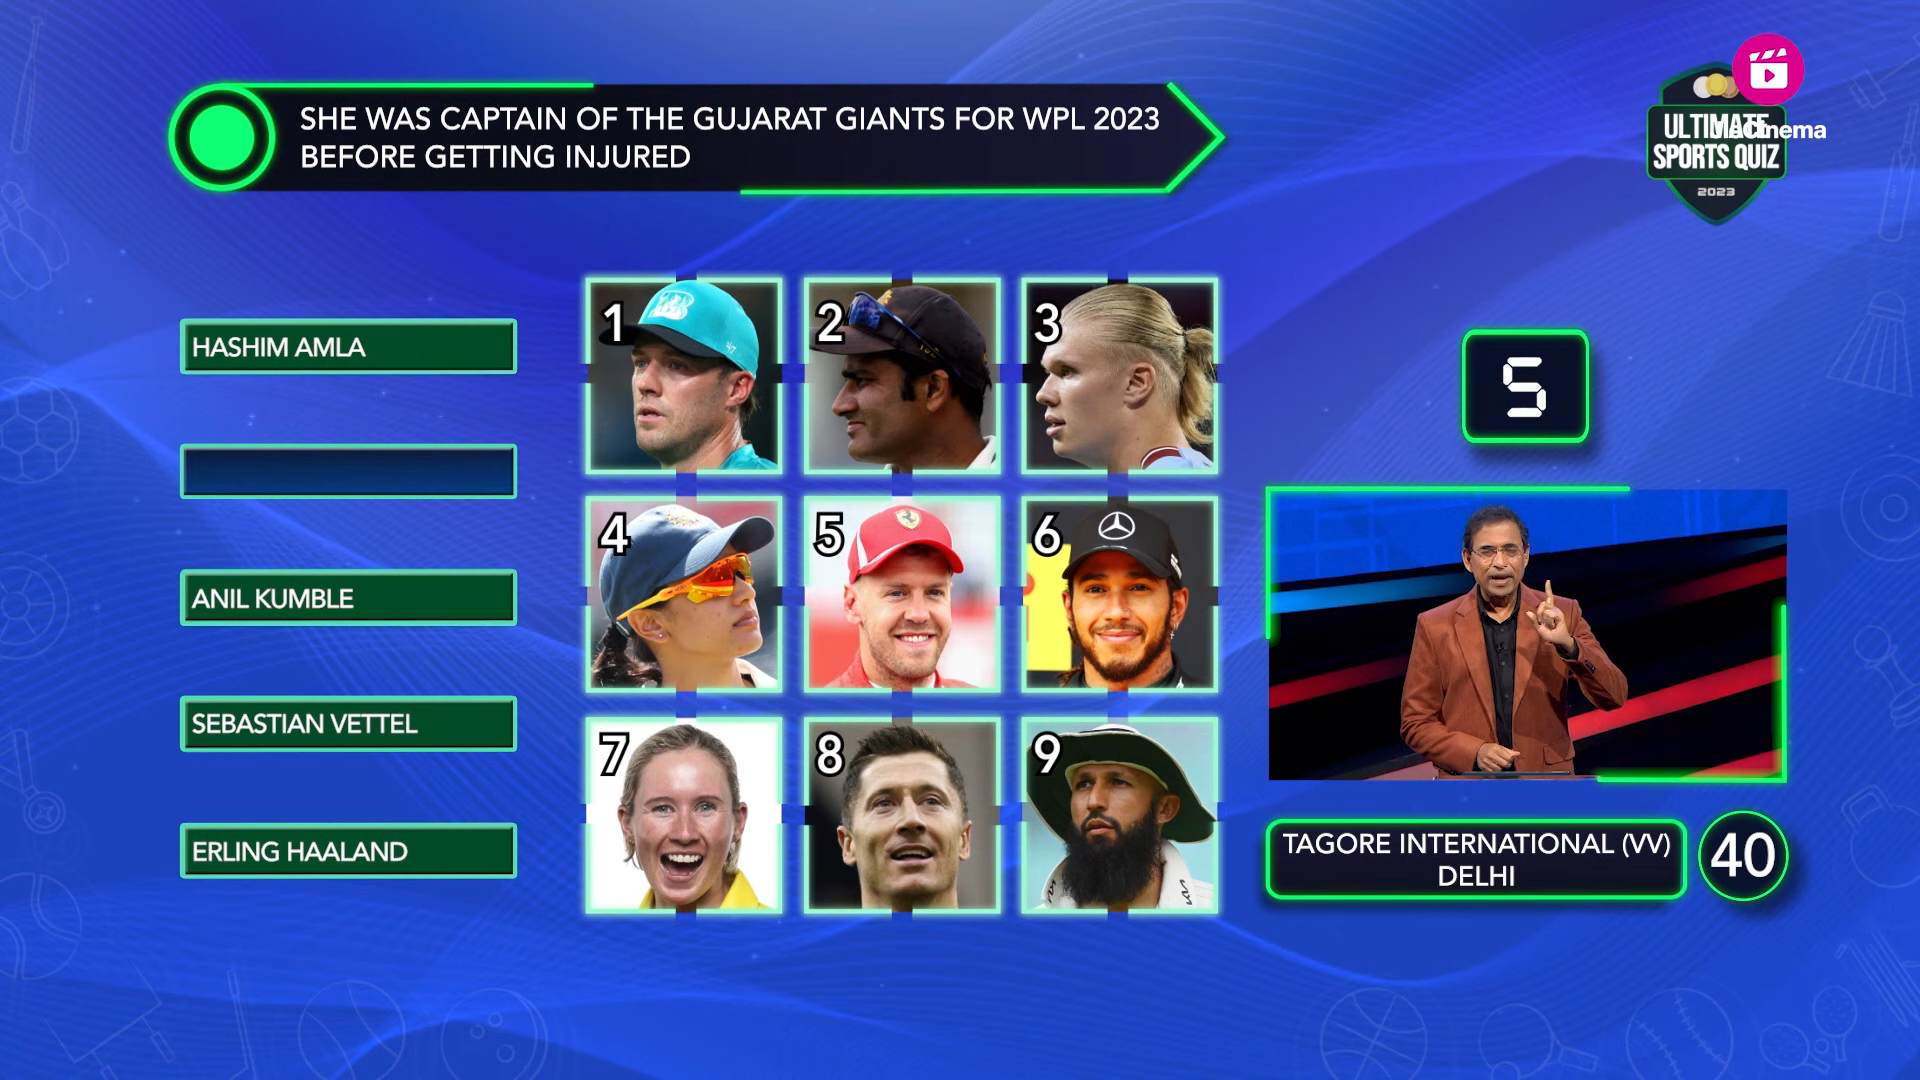 SHE WAS CAPTAIN OF THE GUJARAT GIANTS FOR WPL 2023
BEFORE GETTING INJURED
ULTIMATE
SPORTS QUIZ
2023
HASHIM AMLA
ANIL KUMBLE
SEBASTIAN VETTEL
ERLING HAALAND
1
2
3
4
5
6
7
8
9
5
TAGORE INTERNATIONAL (VV)
DELHI
40